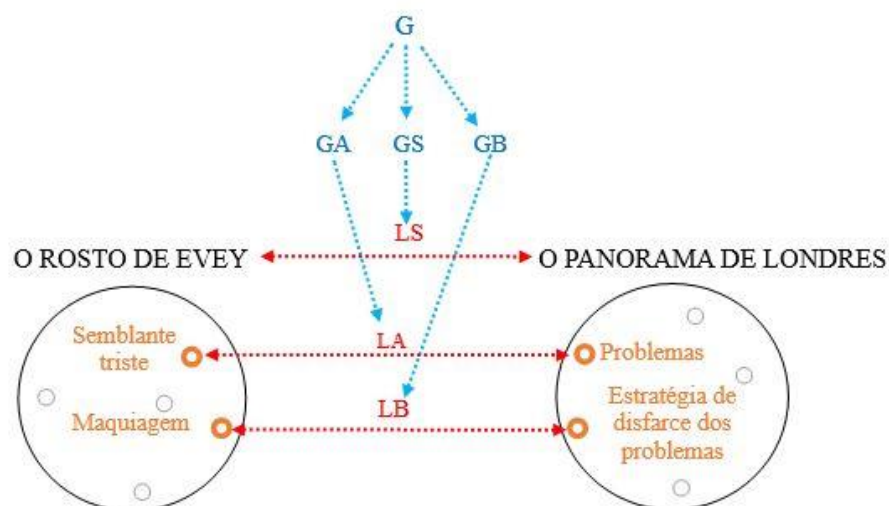 G
GA GS GB
LS
O ROSTO DE EVEY O PANORAMA DE LONDRES
Semblante
triste
LA
Problemas
Maquiagem
LB
Estratégia de
disfarce dos
problemas